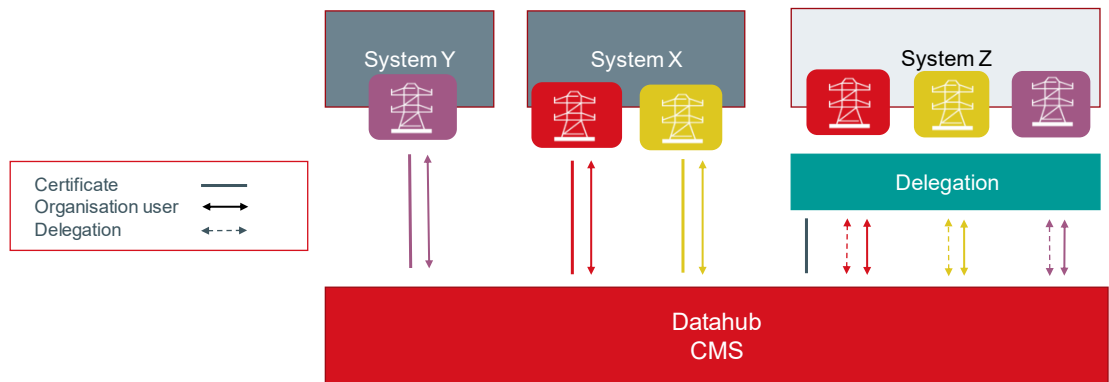 System Y
System X
System Z
Certificate
Organisation user
Delegation
Delegation
Datahub
CMS